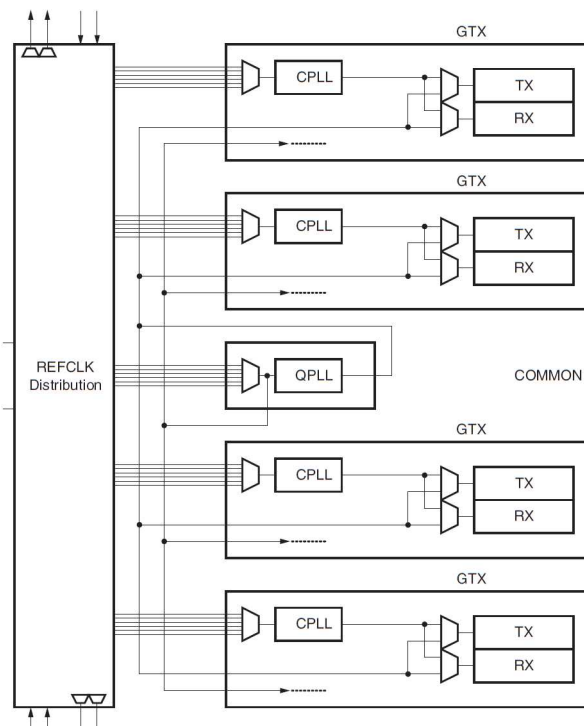 GTX
CPLL
TX
RX
GTX
CPLL
TX
RX
REFCLK
Distribution
QPLL
COMMON
GTX
CPLL
TX
RX
GTX
CPLL
TX
RX